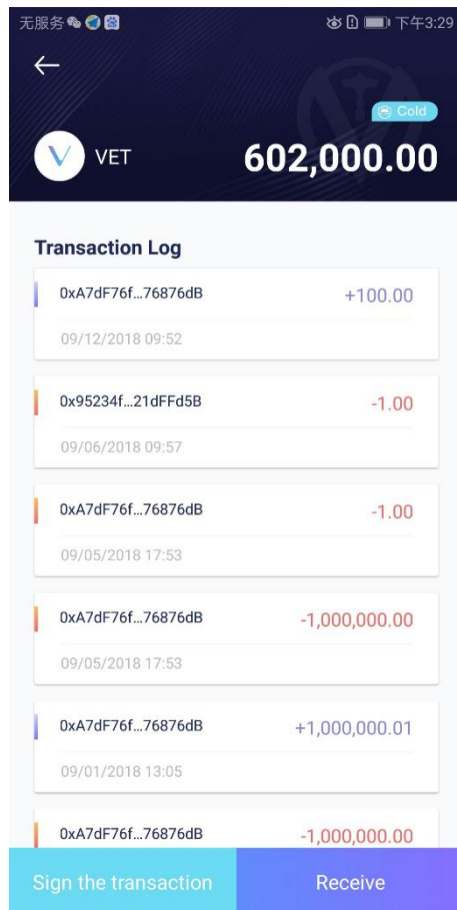 无服务 下午3:29
Cold
VET 602,000.00
Transaction Log
0xA7dF76f...76876dB +100.00
09/12/2018 09:52
0x95234f...21dFFd5B -1.00
09/06/2018 09:57
0xA7dF76f...76876dB -1.00
09/05/2018 17:53
0xA7dF76f...76876dB -1,000,000.00
09/05/2018 17:53
0xA7dF76f...76876dB +1,000,000.01
09/01/2018 13:05
0xA7dF76f...76876dB -1,000,000.00
Sign the transaction Receive